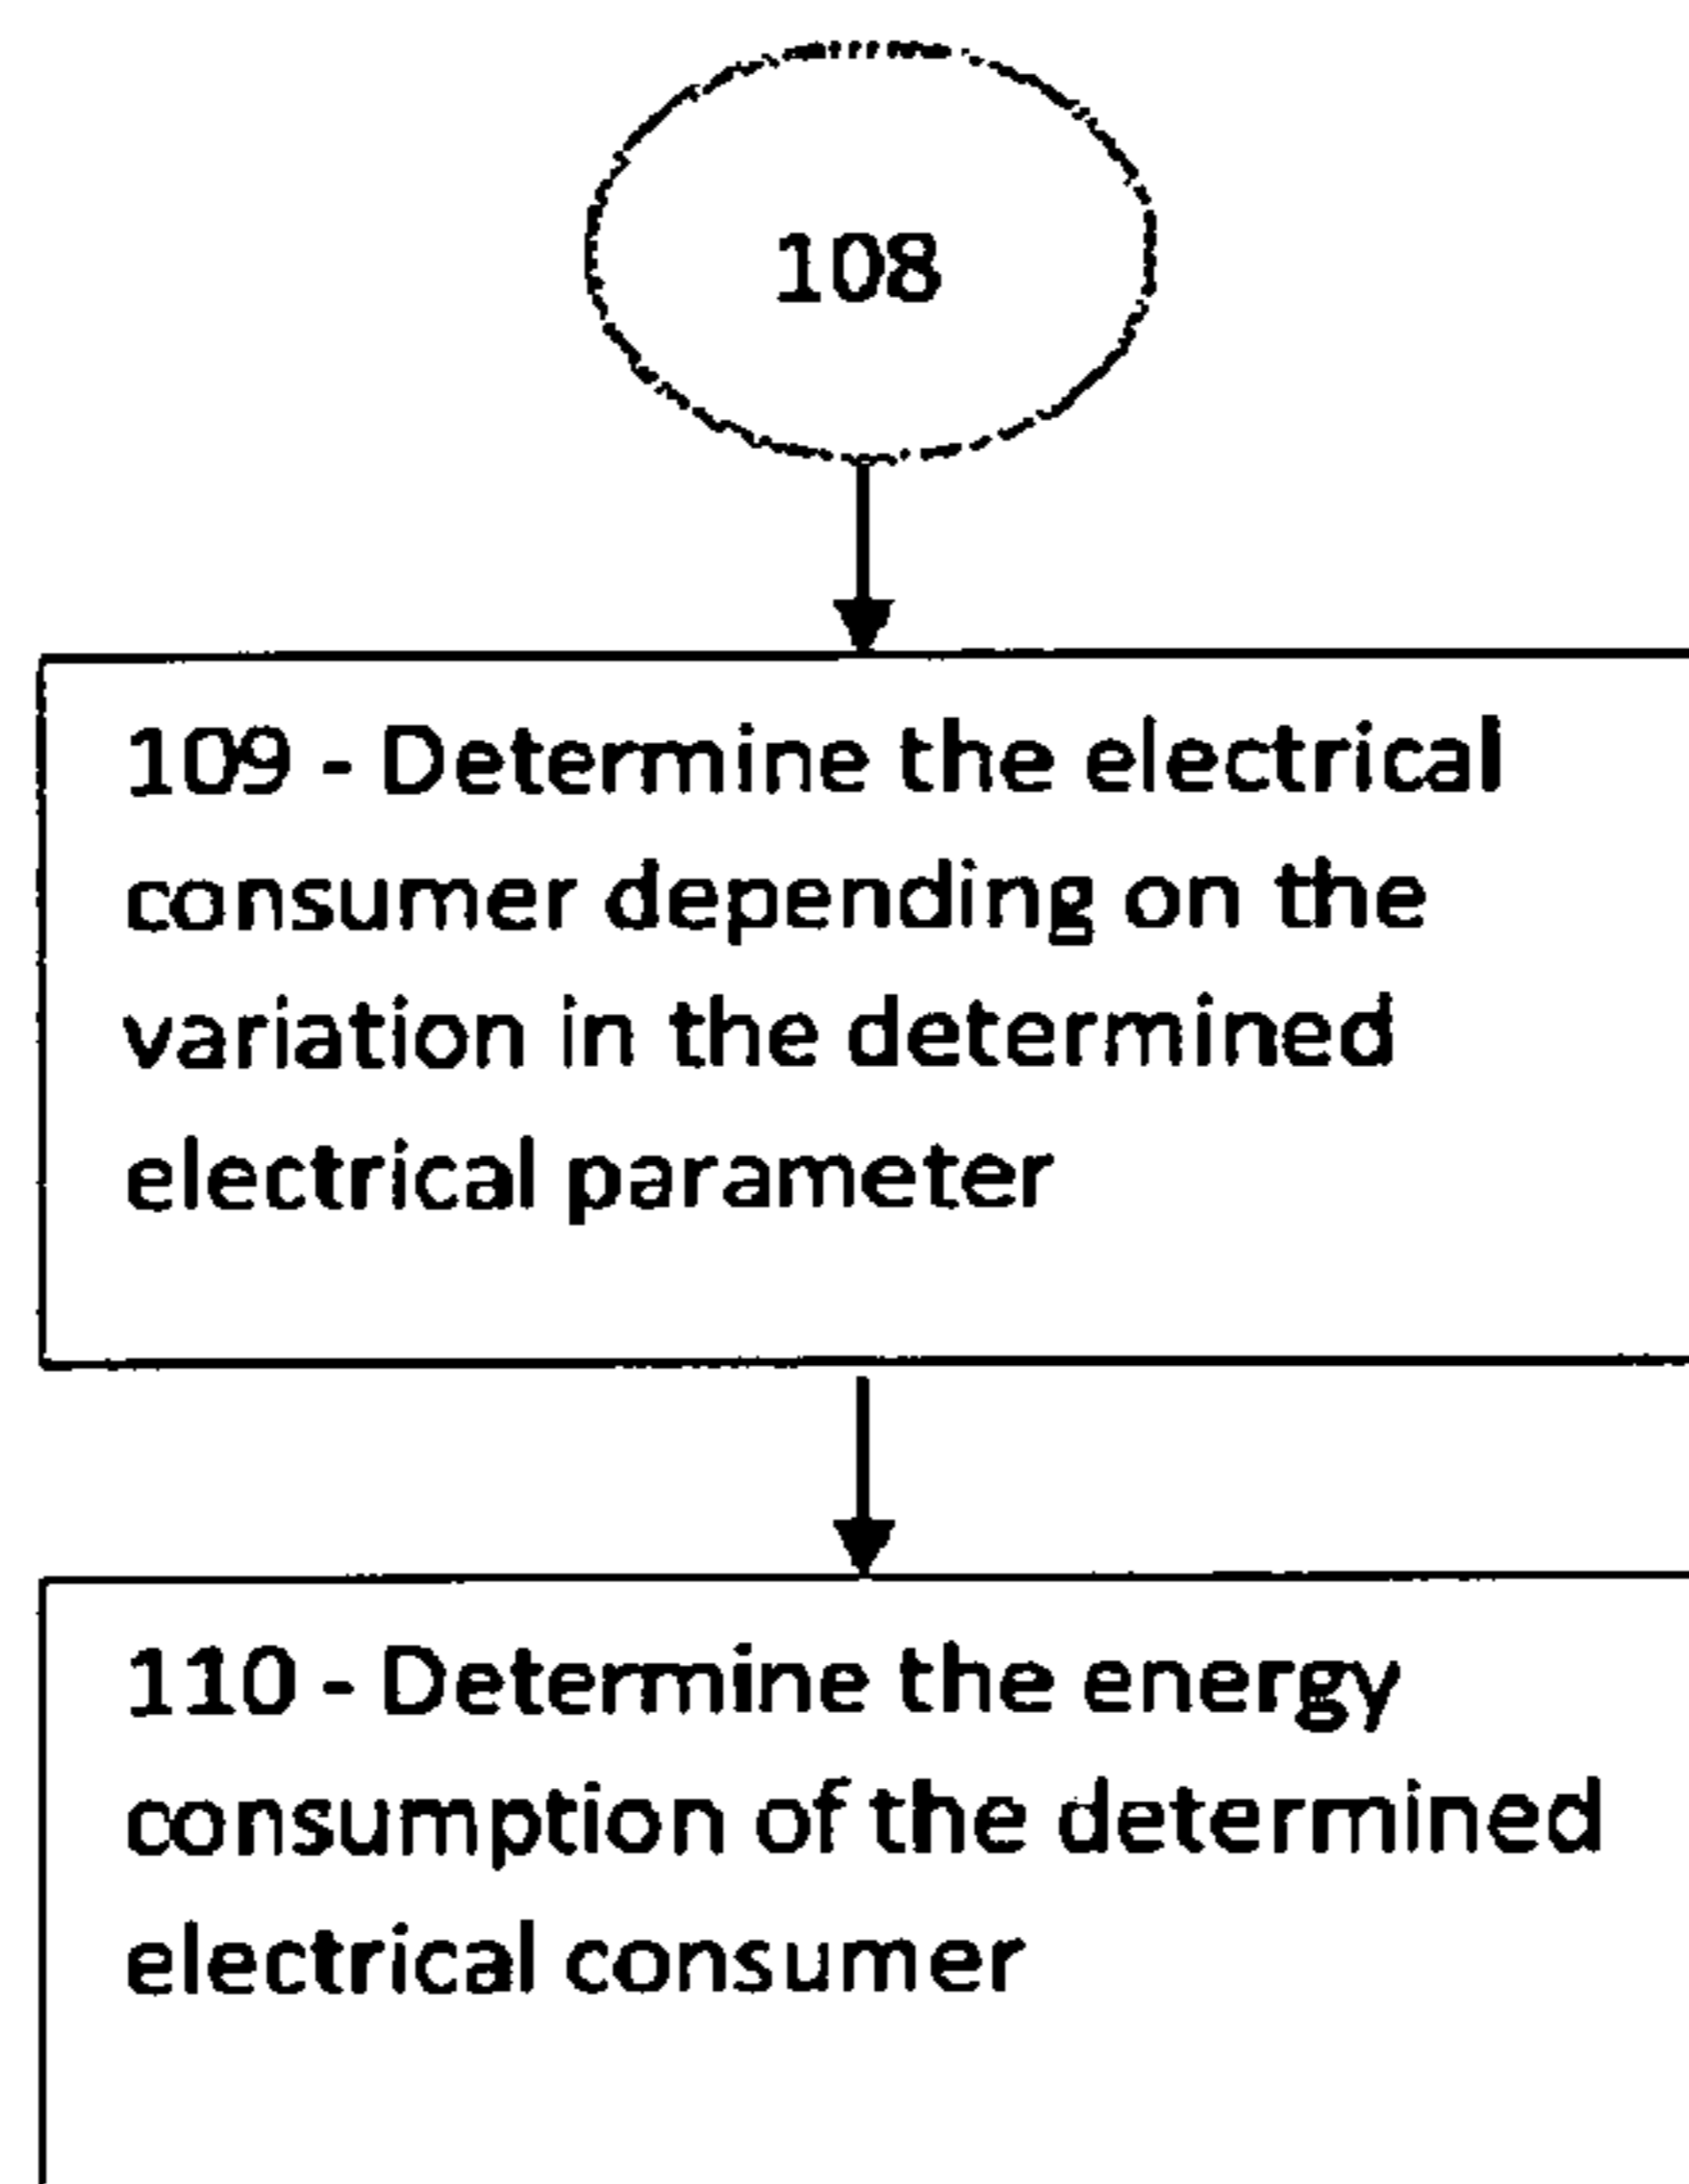 108
109 - Determine the electrical
consumer depending on the
variation in the determined
electrical parameter
110 - Determine the energy
consumption of the determined
electrical consumer